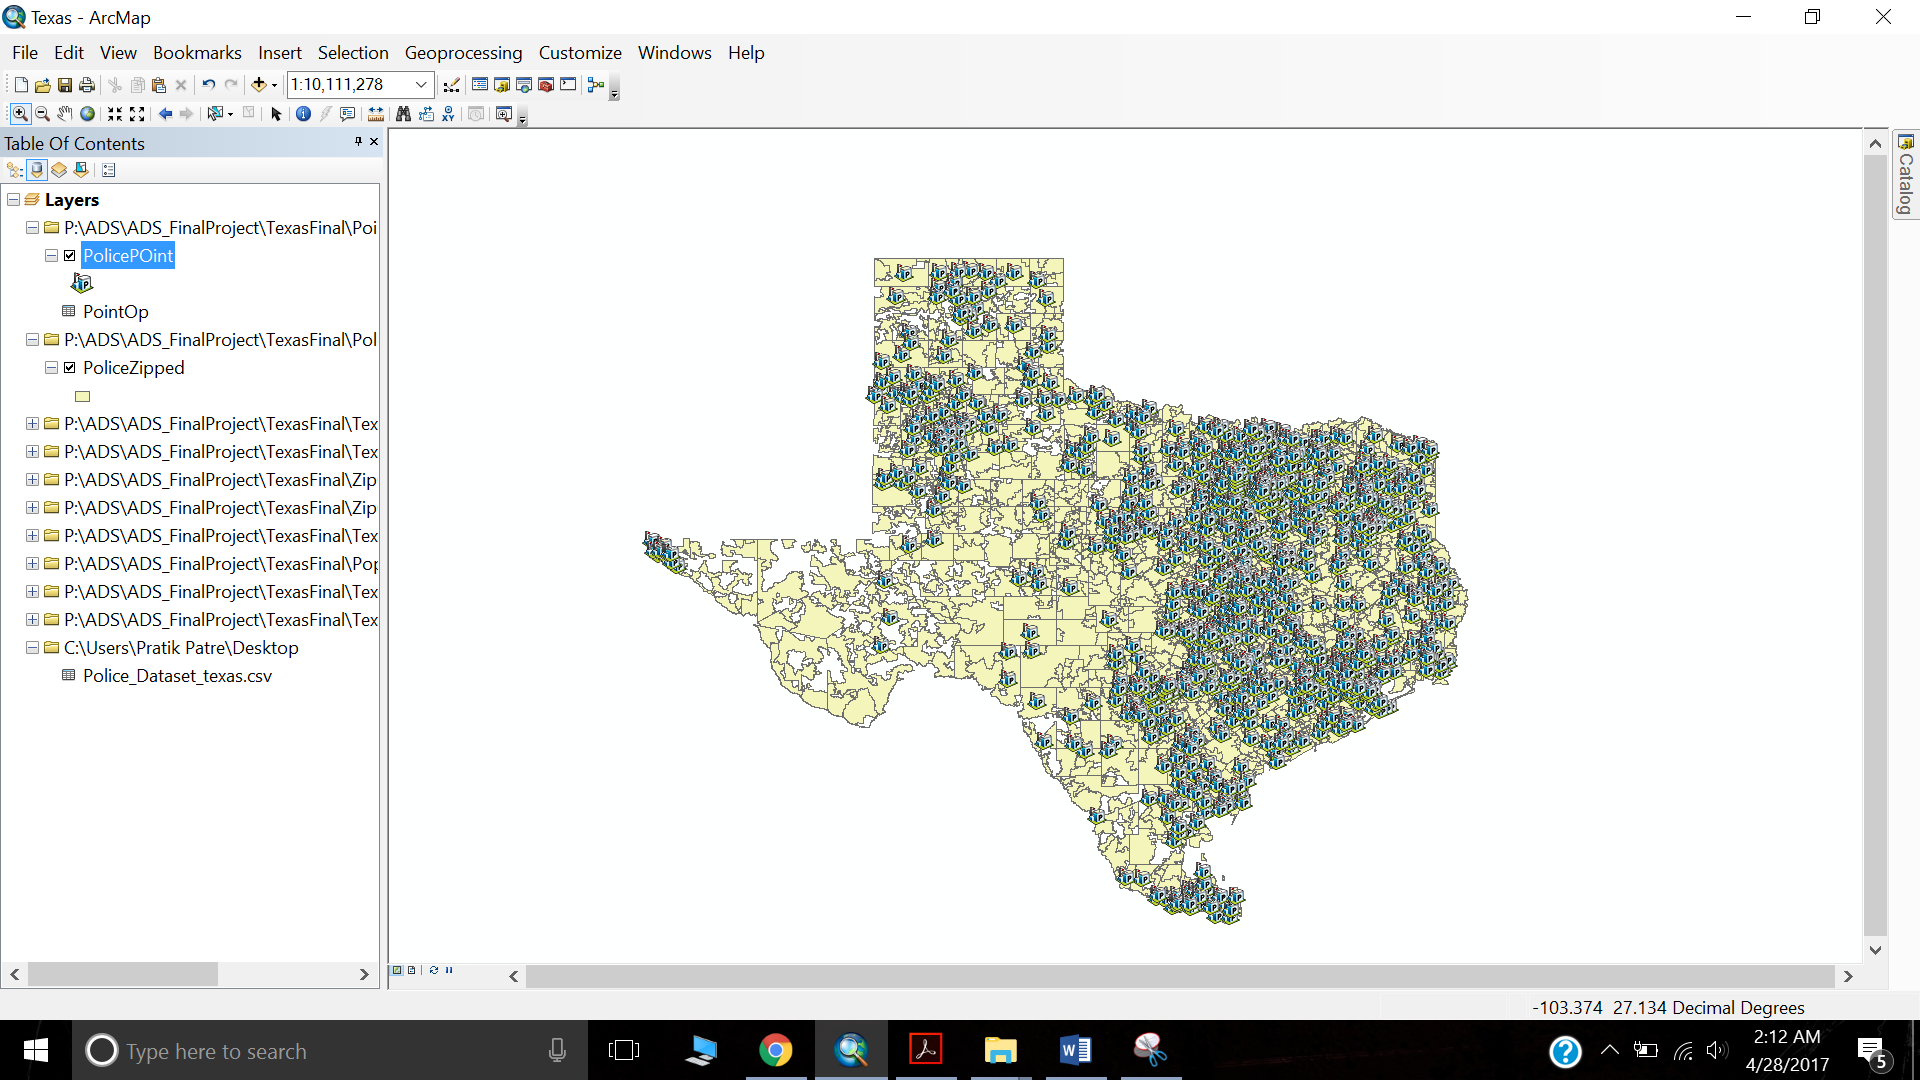 Texas - ArcMap
File Edit View Bookmarks Insert Selection Geoprocessing Customize Windows Help
1:10,111,278
Table Of Contents
Layers
P:\ADS\ADS_FinalProject\TexasFinal\Poi
PolicePOint
PointOp
P:\ADS\ADS_FinalProject\TexasFinal\Pol
PoliceZipped
P:\ADS\ADS_FinalProject\TexasFinal\Tex
P:\ADS\ADS_FinalProject\TexasFinal\Tex
P:\ADS\ADS_FinalProject\TexasFinal\Zip
P:\ADS\ADS_FinalProject\TexasFinal\Zip
P:\ADS\ADS_FinalProject\TexasFinal\Tex
P:\ADS\ADS_FinalProject\TexasFinal\Pop
P:\ADS\ADS_FinalProject\TexasFinal\Tex
P:\ADS\ADS_FinalProject\TexasFinal\Tex
C:\Users\Pratik Patre\Desktop
Police_Dataset_texas.csv
Catalog
-103.374 27.134 Decimal Degrees
Type here to search
2:12 AM
4/28/2017
5